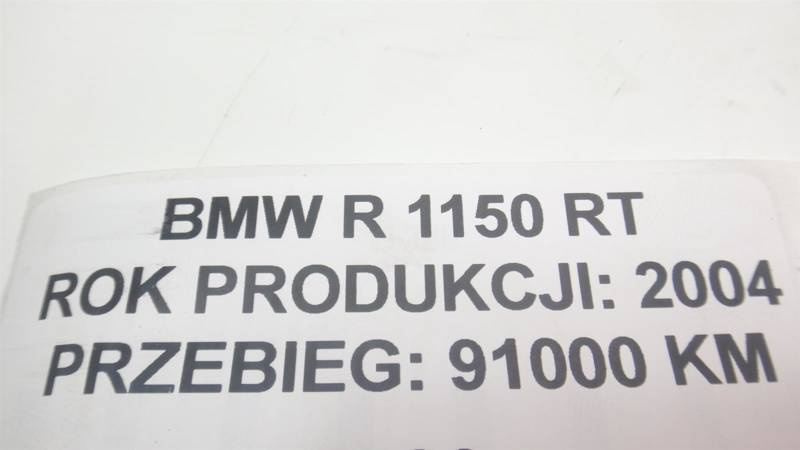 BMW R 1150 RT
ROK PRODUKCJI: 2004
PRZEBIEG: 91000 KM